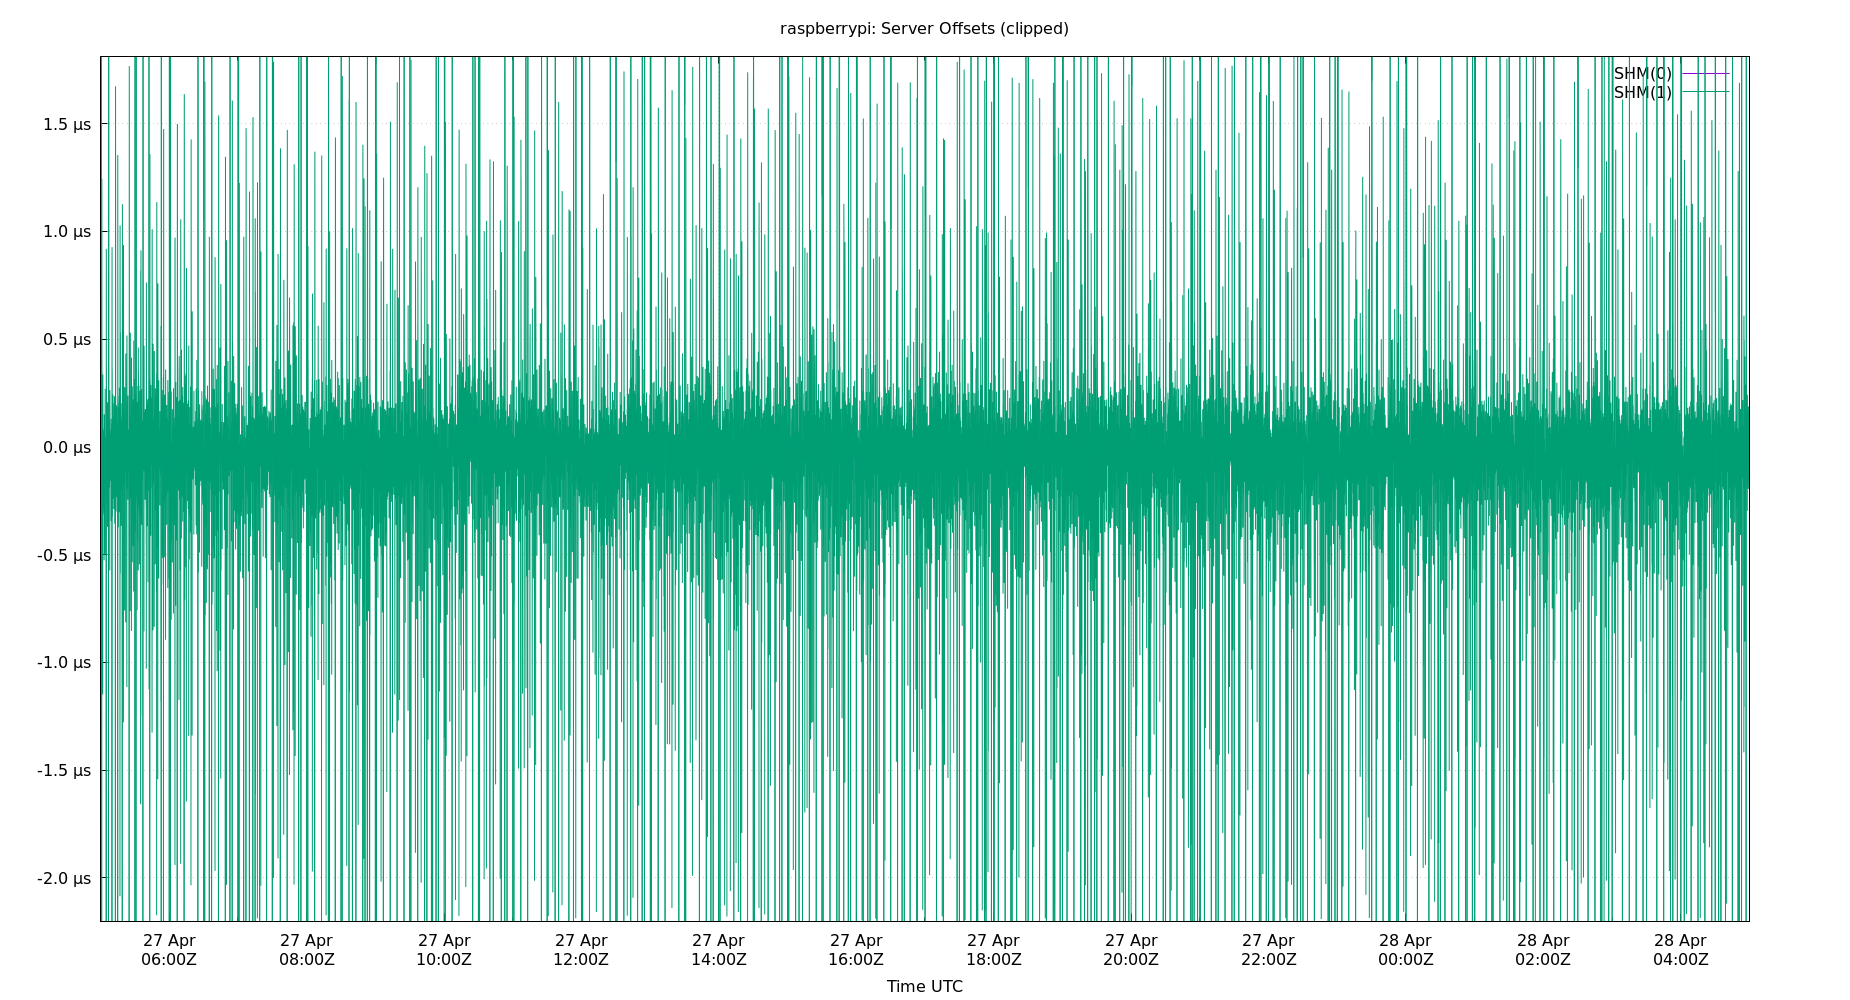 raspberrypi: Server Offsets (clipped)
SHM(0)
SHM(1)
1.5 µs
1.0 µs
0.5 µs
0.0 µs
-0.5 µs
-1.0 µs
-1.5 µs
-2.0 µs
27 Apr 27 Apr 27 Apr 27 Apr 27 Apr 27 Apr 27 Apr 27 Apr 27 Apr 28 Apr 28 Apr 28 Apr
06:00Z 08:00Z 10:00Z 12:00Z 14:00Z 16:00Z 18:00Z 20:00Z 22:00Z 00:00Z 02:00Z 04:00Z
Time UTC